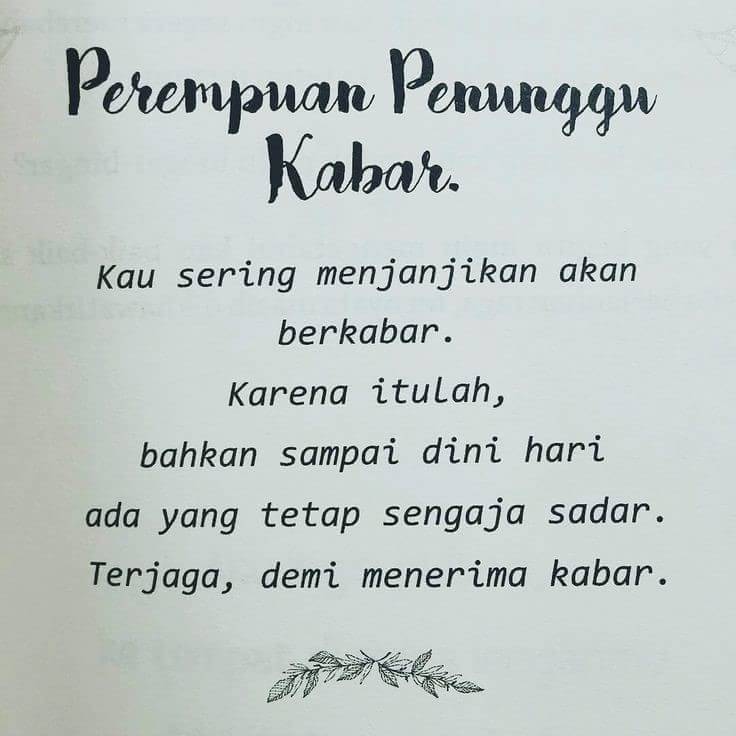 Perempuan Penunggu
Kabar.
Kau sering menjanjikan akan
berkabar.
Karena itulah,
bahkan sampai dini hari
ada yang tetap sengaja sadar.
Terjaga, demi menerima kabar.